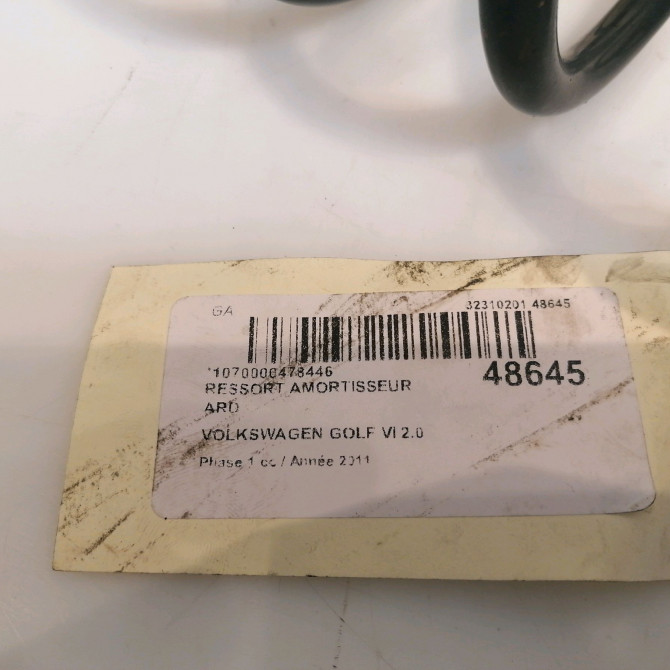 GA 32310201 48645
*1070000478446 48645
RESSORT AMORTISSEUR
ARD
VOLKSWAGEN GOLF VI 2.0
Phase 1 cc / Année 2011